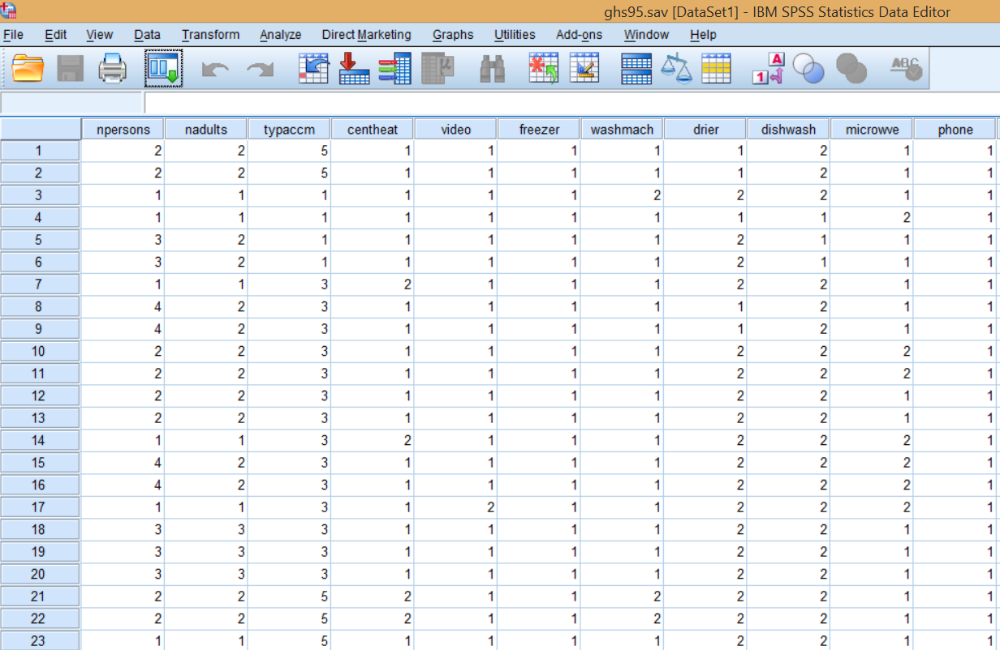 ghs95.sav [DataSet1] - IBM SPSS Statistics Data Editor
File Edit View Data Transform Analyze Direct Marketing Graphs Utilities Add-ons Window Help
A
1
ABC
npersons nadults typaccm centheat video freezer washmach drier dishwash microwve phone
1 2 2 5 1 1 1 1 1 2 1 1
2 2 2 5 1 1 1 1 1 2 1 1
3 1 1 1 1 1 1 2 2 2 1 1
4 1 1 1 1 1 1 1 1 1 2 1
5 3 2 1 1 1 1 1 2 1 1 1
6 3 2 1 1 1 1 1 2 1 1 1
7 1 1 3 2 1 1 1 2 2 1 1
8 4 2 3 1 1 1 1 1 2 1 1
9 4 2 3 1 1 1 1 1 2 1 1
10 2 2 3 1 1 1 1 2 2 2 1
11 2 2 3 1 1 1 1 2 2 2 1
12 2 2 3 1 1 1 1 2 2 1 1
13 2 2 3 1 1 1 1 2 2 1 1
14 1 1 3 2 1 1 1 2 2 2 1
15 4 2 3 1 1 1 1 2 2 2 1
16 4 2 3 1 1 1 1 2 2 2 1
17 1 1 3 1 2 1 1 2 2 2 1
18 3 3 3 1 1 1 1 2 2 1 1
19 3 3 3 1 1 1 1 2 2 1 1
20 3 3 3 1 1 1 1 2 2 1 1
21 2 2 5 2 1 1 2 2 2 1 1
22 2 2 5 2 1 1 2 2 2 1 1
23 1 1 5 1 1 1 1 2 2 1 1